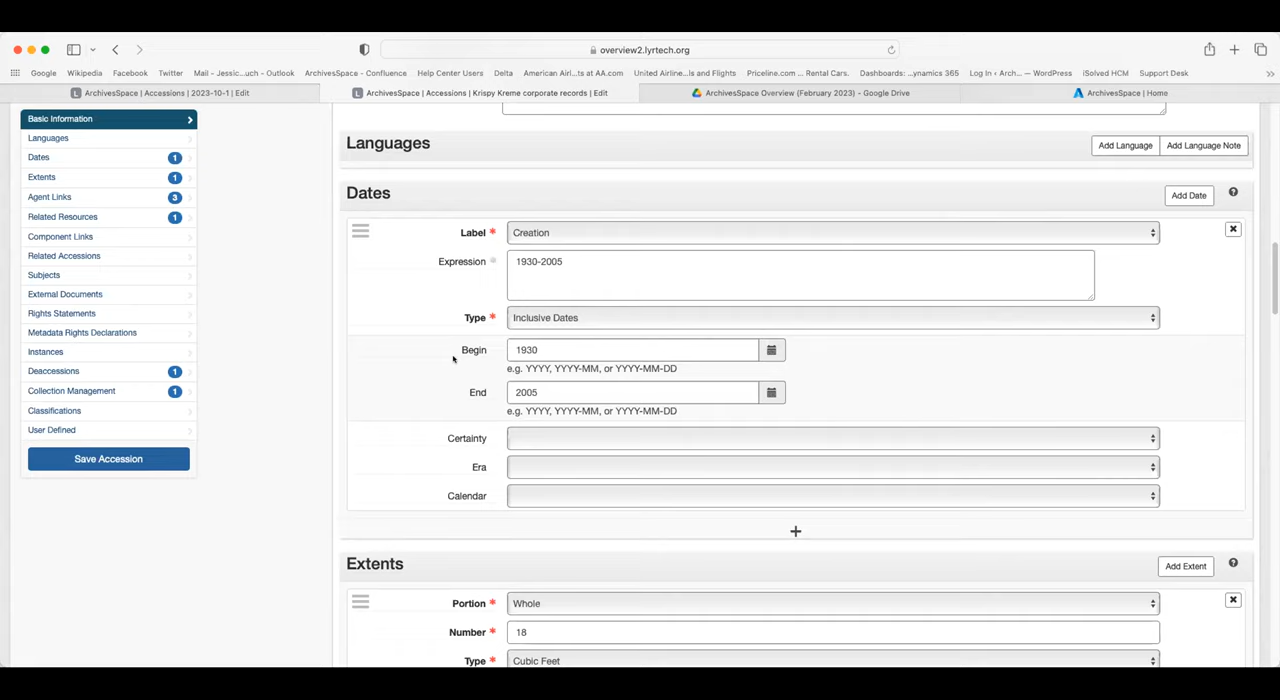 overview2.lyrtech.org
Google Wikipedia Facebook Twitter Mail - Jessic...uch - Outlook ArchivesSpace - Confluence Help Center Users Delta American Airl...ts at AA.com United Airline...ls and Flights Priceline.com ... Rental Cars. Dashboards: ...ynamics 365 Log In ‹ Arch... — WordPress iSolved HCM Support Desk
ArchivesSpace | Accessions | 2023-10-1 | Edit
ArchivesSpace | Accessions | Krispy Kreme corporate records | Edit
ArchivesSpace Overview (February 2023) - Google Drive
ArchivesSpace | Home
Basic Information
Languages
Dates 1
Extents 1
Agent Links 3
Related Resources 1
Component Links
Related Accessions
Subjects
External Documents
Rights Statements
Metadata Rights Declarations
Instances
Deaccessions 1
Collection Management 1
Classifications
User Defined
Save Accession
Languages Add Language Add Language Note
Dates Add Date
Label * Creation
Expression 1930-2005
Type * Inclusive Dates
Begin 1930
e.g. YYYY, YYYY-MM, or YYYY-MM-DD
End 2005
e.g. YYYY, YYYY-MM, or YYYY-MM-DD
Certainty
Era
Calendar
+
Extents Add Extent
Portion * Whole
Number * 18
Type * Cubic Feet